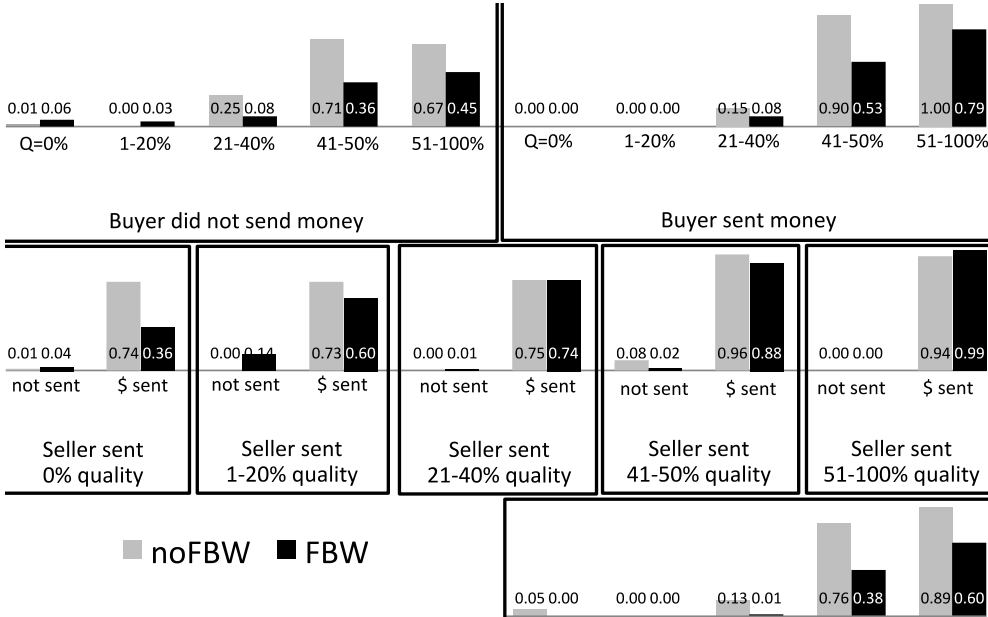 0.01 0.06 0.00 0.03 0.25 0.08 0.71 0.36 0.67 0.45
Q=0% 1-20% 21-40% 41-50% 51-100%
Buyer did not send money
0.00 0.00 0.00 0.00 0.15 0.08 0.90 0.53 1.00 0.79
Q=0% 1-20% 21-40% 41-50% 51-100%
Buyer sent money
0.01 0.04 0.74 0.36
not sent $ sent
Seller sent
0% quality
0.00 0.14 0.73 0.60
not sent $ sent
Seller sent
1-20% quality
0.00 0.01 0.75 0.74
not sent $ sent
Seller sent
21-40% quality
0.08 0.02 0.96 0.88
not sent $ sent
Seller sent
41-50% quality
0.00 0.00 0.94 0.99
not sent $ sent
Seller sent
51-100% quality
noFBW FBW
0.05 0.00 0.00 0.00 0.13 0.01 0.76 0.38 0.89 0.60